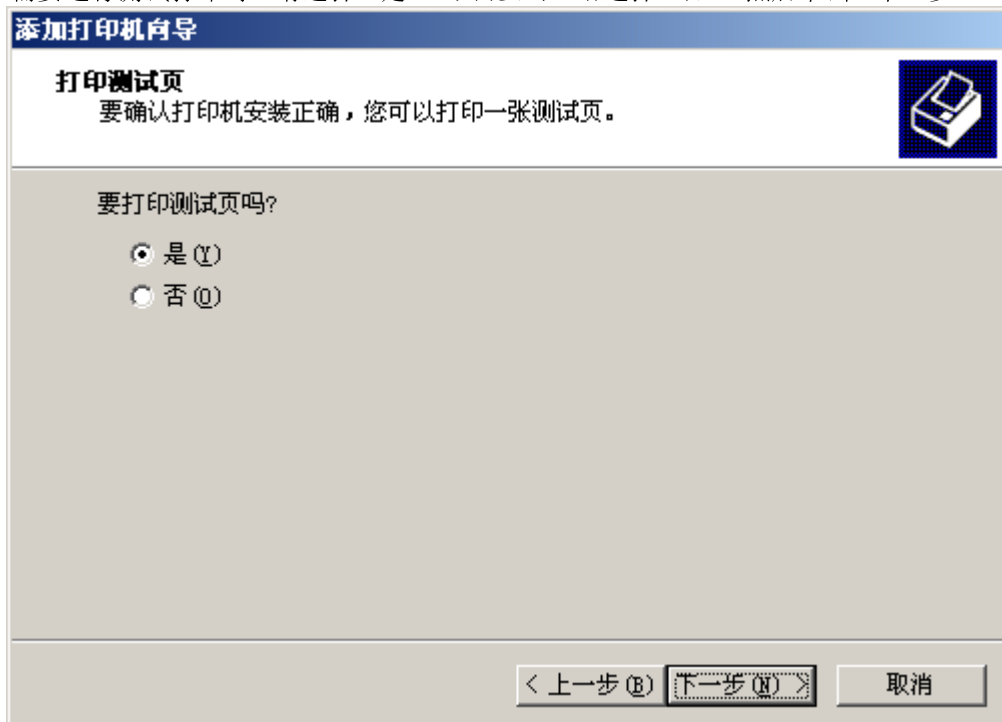 添加打印机向导
打印测试页
要确认打印机安装正确，您可以打印一张测试页。
要打印测试页吗?
是(Y)
否(O)
< 上一步(B) 下一步(N) > 取消